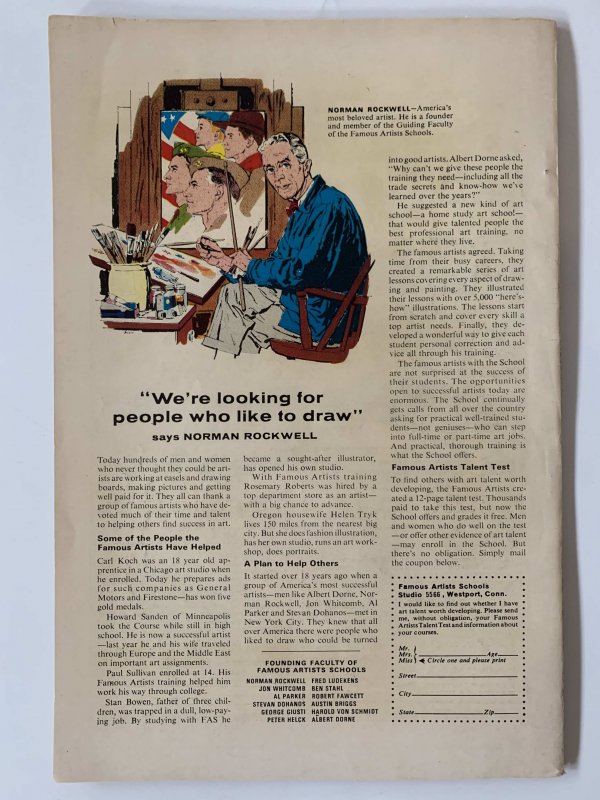 NORMAN ROCKWELL—America's
most beloved artist. He is a founder
and member of the Guiding Faculty
of the Famous Artists Schools.
"We're looking for
people who like to draw"
says NORMAN ROCKWELL
Today hundreds of men and women
who never thought they could be art-
ists are working at easels and drawing
boards, making pictures and getting
well paid for it. They all can thank a
group of famous artists who have de-
voted much of their time and talent
to helping others find success in art.
Some of the People the
Famous Artists Have Helped
Carl Koch was an 18 year old ap-
prentice in a Chicago art studio when
he enrolled. Today he prepares ads
for such companies as General
Motors and Firestone—has won five
gold medals.
Howard Sanden of Minneapolis
took the Course while still in high
school. He is now a successful artist
—last year he and his wife traveled
through Europe and the Middle East
on important art assignments.
Paul Sullivan enrolled at 14. His
Famous Artists training helped him
work his way through college.
Stan Bowen, father of three chil-
dren, was trapped in a dull, low-pay-
ing job. By studying with FAS he
became a sought-after illustrator,
has opened his own studio.
With Famous Artists training
Rosemary Roberts was hired by a
top department store as an artist—
with a big chance to advance.
Oregon housewife Helen Tryk
lives 150 miles from the nearest big
city. But she does fashion illustration,
has her own studio, runs an art work-
shop, does portraits.
A Plan to Help Others
It started over 18 years ago when a
group of America's most successful
artists—men like Albert Dorne, Nor-
man Rockwell, Jon Whitcomb, Al
Parker and Stevan Dohanos—met in
New York City. They knew that all
over America there were people who
liked to draw who could be turned
FOUNDING FACULTY OF
FAMOUS ARTISTS SCHOOLS
NORMAN ROCKWELL FRED LUDEKENS
JON WHITCOMB BEN STAHL
AL PARKER ROBERT FAWCETT
STEVAN DOHANOS AUSTIN BRIGGS
GEORGE GIUSTI HAROLD VON SCHMIDT
PETER HELCK ALBERT DORNE
into good artists. Albert Dorne asked,
"Why can't we give these people the
training they need—including all the
trade secrets and know-how we've
learned over the years?"
He suggested a new kind of art
school—a home study art school—
that would give talented people the
best professional art training, no
matter where they live.
The famous artists agreed. Taking
time from their busy careers, they
created a remarkable series of art
lessons covering every aspect of draw-
ing and painting. They illustrated
their lessons with over 5,000 "here's-
how" illustrations. The lessons start
from scratch and cover every skill a
top artist needs. Finally, they de-
veloped a wonderful way to give each
student personal correction and ad-
vice all through his training.
The famous artists with the School
are not surprised at the success of
their students. The opportunities
open to successful artists today are
enormous. The School continually
gets calls from all over the country
asking for practical well-trained stu-
dents—not geniuses—who can step
into full-time or part-time art jobs.
And practical, thorough training is
what the School offers.
Famous Artists Talent Test
To find others with art talent worth
developing, the Famous Artists cre-
ated a 12-page talent test. Thousands
paid to take this test, but now the
School offers and grades it free. Men
and women who do well on the test
—or offer other evidence of art talent
—may enroll in the School. But
there's no obligation. Simply mail
the coupon below.
Famous Artists Schools
Studio 5566, Westport, Conn.
I would like to find out whether I have
art talent worth developing. Please send
me, without obligation, your Famous
Artists Talent Test and information about
your courses.
Mr.
Mrs. Age
Miss Circle one and please print
Street
City
State Zip